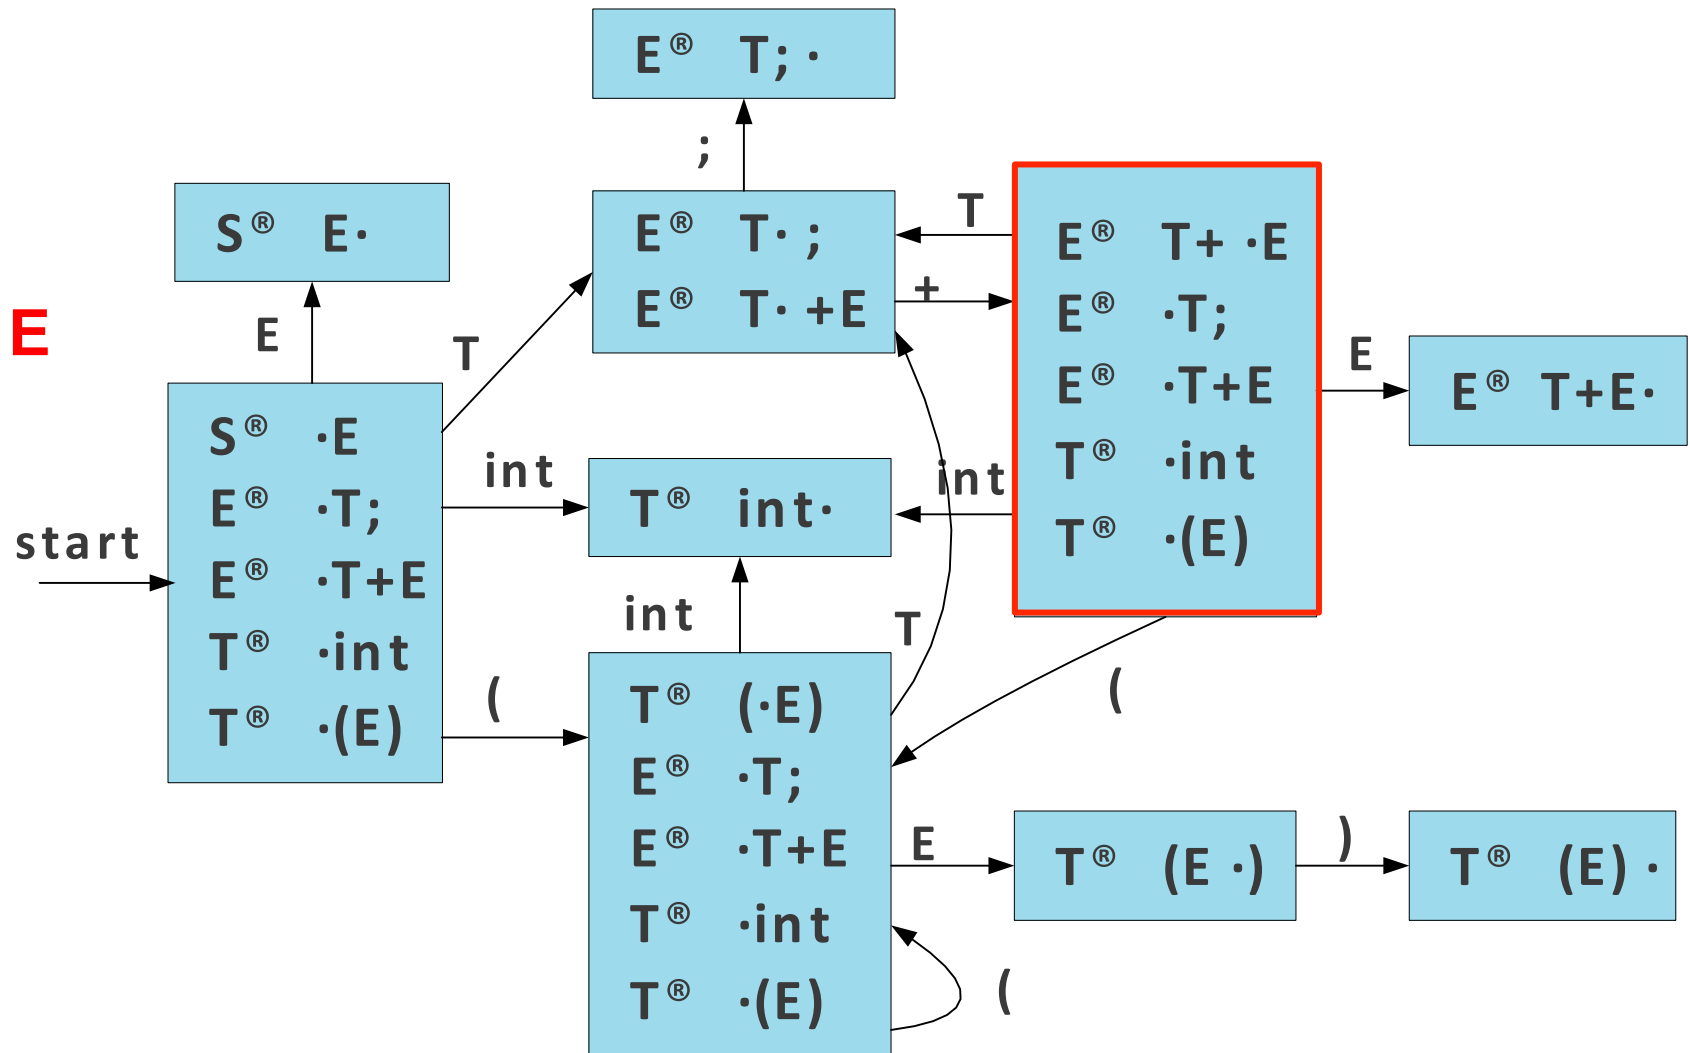 E® T; ·
;
S® E·
E® T· ;
E® T· +E
T
+
E® T+ ·E
E® ·T;
E® ·T+E
T® ·int
T® ·(E)
E
E
T
E
E® T+E·
S® ·E
E® ·T;
E® ·T+E
T® ·int
T® ·(E)
start
int
T® int·
int
int
T
(
(
T® (·E)
E® ·T;
E® ·T+E
T® ·int
T® ·(E)
E
T® (E ·)
)
T® (E) ·
(